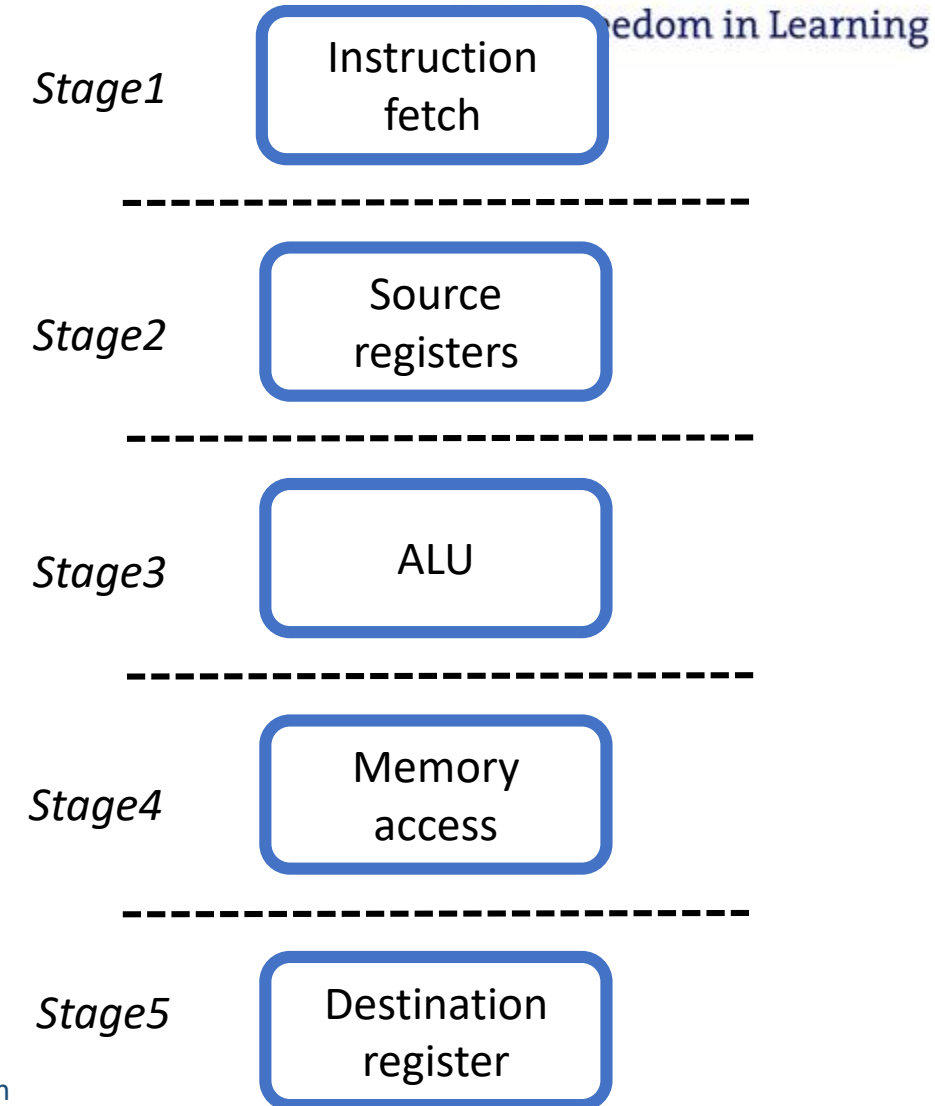 edom in Learning
Stage1
Instruction
fetch
Stage2
Source
registers
Stage3
ALU
Stage4
Memory
access
Stage5
Destination
register